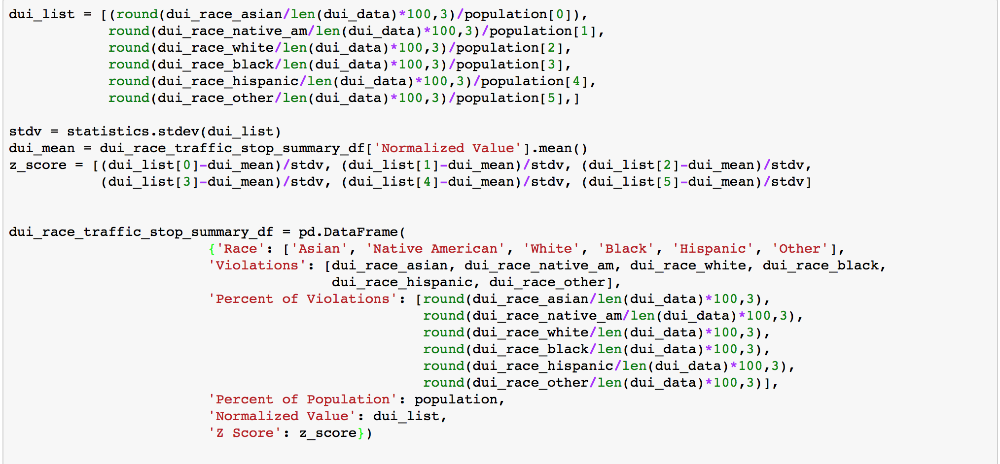 dui_list = [(round(dui_race_asian/len(dui_data)*100,3)/population[0]),
            round(dui_race_native_am/len(dui_data)*100,3)/population[1],
            round(dui_race_white/len(dui_data)*100,3)/population[2],
            round(dui_race_black/len(dui_data)*100,3)/population[3],
            round(dui_race_hispanic/len(dui_data)*100,3)/population[4],
            round(dui_race_other/len(dui_data)*100,3)/population[5],]

stdv = statistics.stdev(dui_list)
dui_mean = dui_race_traffic_stop_summary_df['Normalized Value'].mean()
z_score = [(dui_list[0]-dui_mean)/stdv, (dui_list[1]-dui_mean)/stdv, (dui_list[2]-dui_mean)/stdv,
           (dui_list[3]-dui_mean)/stdv, (dui_list[4]-dui_mean)/stdv, (dui_list[5]-dui_mean)/stdv]


dui_race_traffic_stop_summary_df = pd.DataFrame(
                        {'Race': ['Asian', 'Native American', 'White', 'Black', 'Hispanic', 'Other'],
                        'Violations': [dui_race_asian, dui_race_native_am, dui_race_white, dui_race_black,
                                       dui_race_hispanic, dui_race_other],
                        'Percent of Violations': [round(dui_race_asian/len(dui_data)*100,3),
                                                  round(dui_race_native_am/len(dui_data)*100,3),
                                                  round(dui_race_white/len(dui_data)*100,3),
                                                  round(dui_race_black/len(dui_data)*100,3),
                                                  round(dui_race_hispanic/len(dui_data)*100,3),
                                                  round(dui_race_other/len(dui_data)*100,3)],
                        'Percent of Population': population,
                        'Normalized Value': dui_list,
                        'Z Score': z_score})